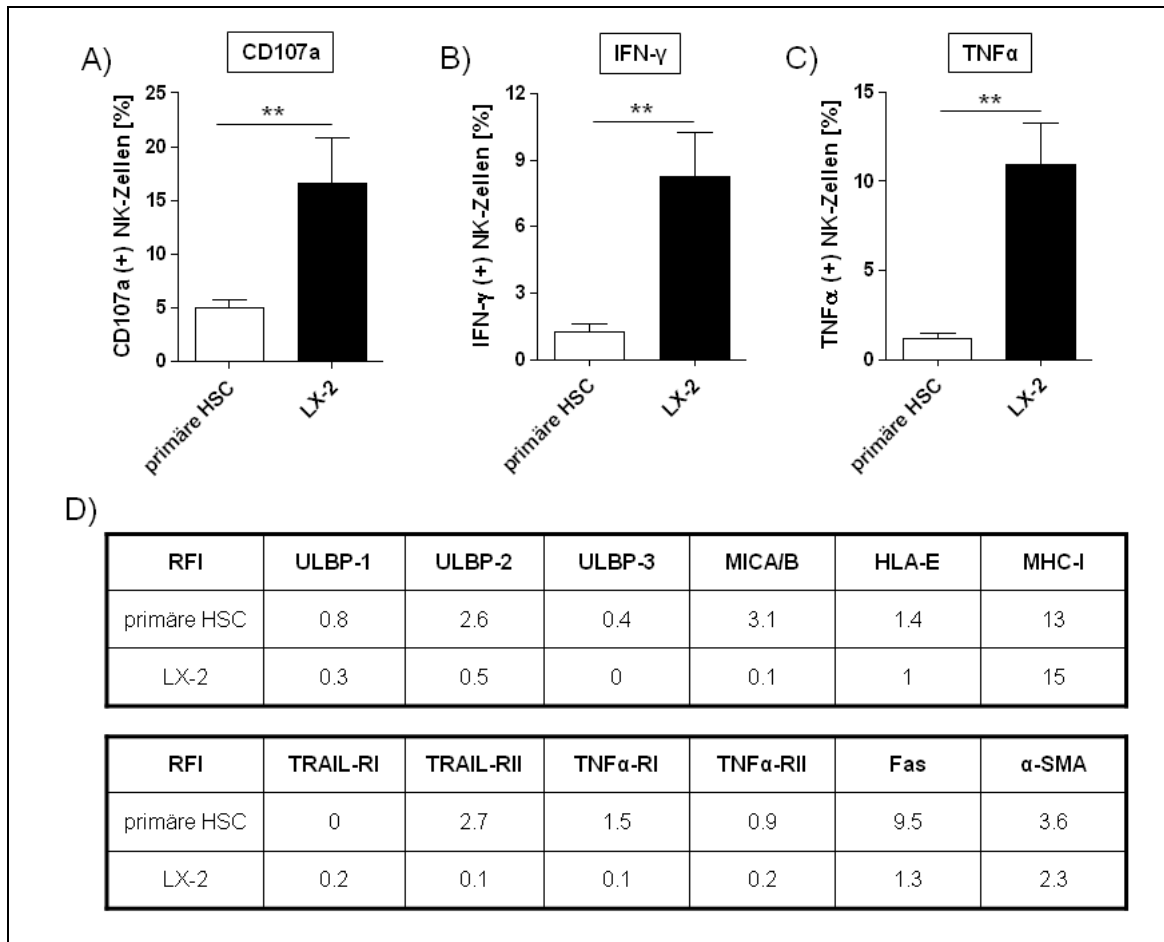 A)
CD107a
CD107a (+) NK-Zellen [%]
25
20
15
10
5
0
**
primäre HSC
LX-2
B)
IFN-γ
IFN-γ (+) NK-Zellen [%]
12
9
6
3
0
**
primäre HSC
LX-2
C)
TNFα
TNFα (+) NK-Zellen [%]
15
10
5
0
**
primäre HSC
LX-2
D)
RFI ULBP-1 ULBP-2 ULBP-3 MICA/B HLA-E MHC-I
primäre HSC 0.8 2.6 0.4 3.1 1.4 13
LX-2 0.3 0.5 0 0.1 1 15
RFI TRAIL-RI TRAIL-RII TNFα-RI TNFα-RII Fas α-SMA
primäre HSC 0 2.7 1.5 0.9 9.5 3.6
LX-2 0.2 0.1 0.1 0.2 1.3 2.3